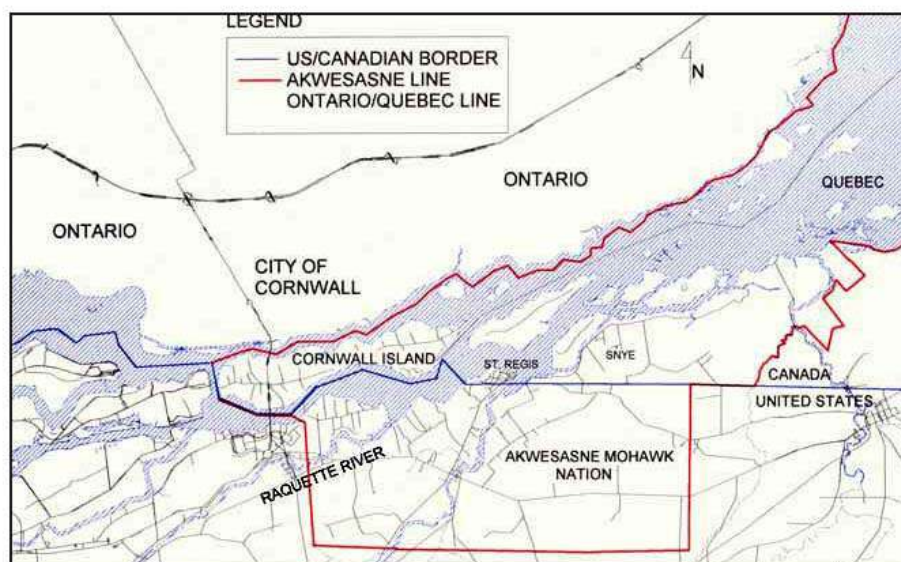 LEGEND
US/CANADIAN BORDER
AKWESASNE LINE
ONTARIO/QUEBEC LINE
N
ONTARIO
QUEBEC
ONTARIO
CITY OF
CORNWALL
CORNWALL ISLAND
ST. REGIS
SNYE
CANADA
UNITED STATES
AKWESASNE MOHAWK
NATION
RAQUETTE RIVER